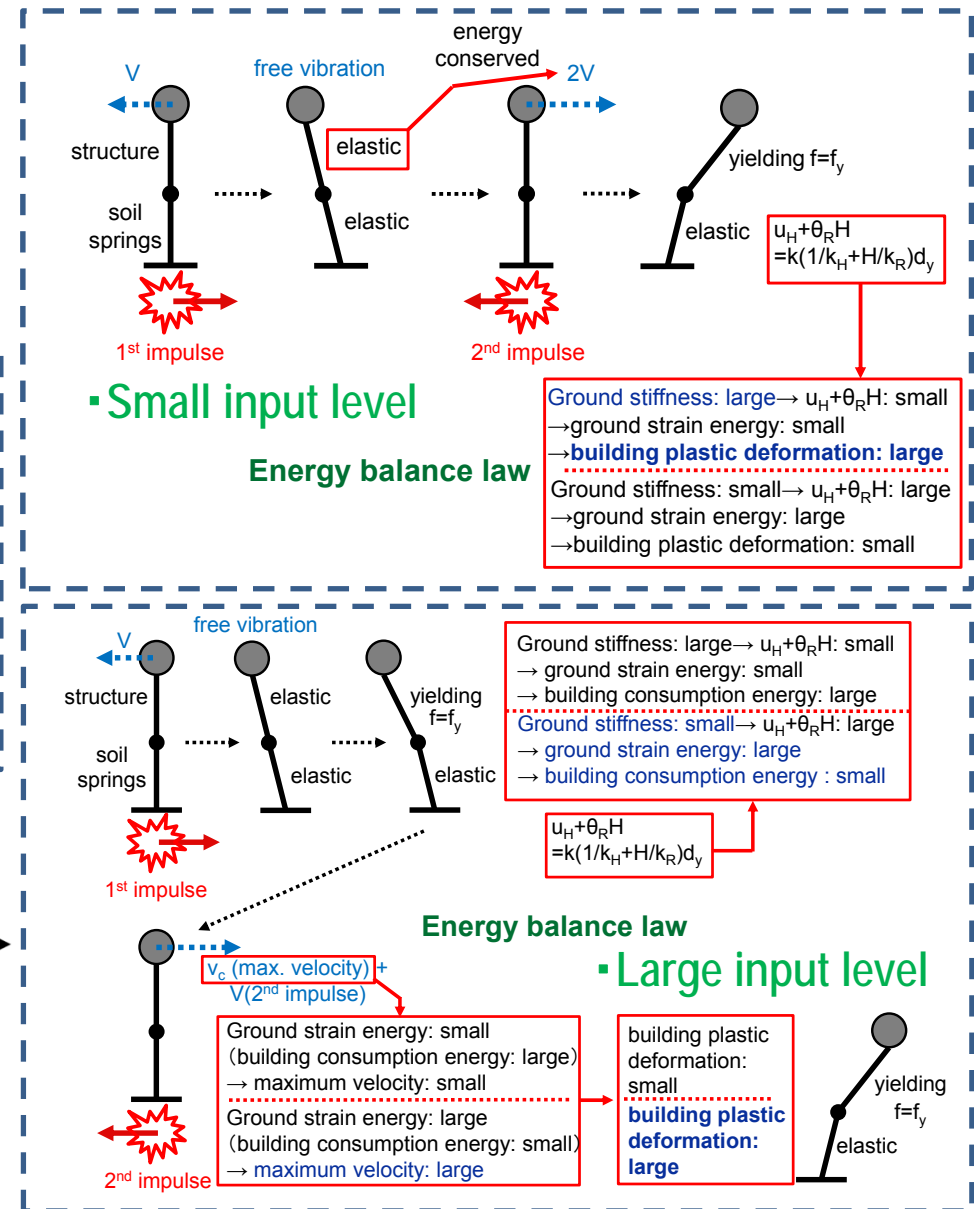 energy
conserved
V
free vibration
2V
structure
elastic
yielding f=fy
soil
springs
elastic
elastic
uH+θRH
=k(1/kH+H/kR)dy
1st impulse
2nd impulse
▪Small input level
Energy balance law
Ground stiffness: large→ uH+θRH: small
→ground strain energy: small
→building plastic deformation: large
Ground stiffness: small→ uH+θRH: large
→ground strain energy: large
→building plastic deformation: small
free vibration
V
structure
elastic
yielding
f=fy
soil
springs
elastic
elastic
1st impulse
Ground stiffness: large→ uH+θRH: small
→ ground strain energy: small
→ building consumption energy: large
Ground stiffness: small→ uH+θRH: large
→ ground strain energy: large
→ building consumption energy : small
uH+θRH
=k(1/kH+H/kR)dy
Energy balance law
▪Large input level
vc (max. velocity) +
V(2nd impulse)
2nd impulse
Ground strain energy: small
(building consumption energy: large)
→ maximum velocity: small
Ground strain energy: large
(building consumption energy: small)
→ maximum velocity: large
building plastic
deformation:
small
building plastic
deformation:
large
yielding
f=fy
elastic